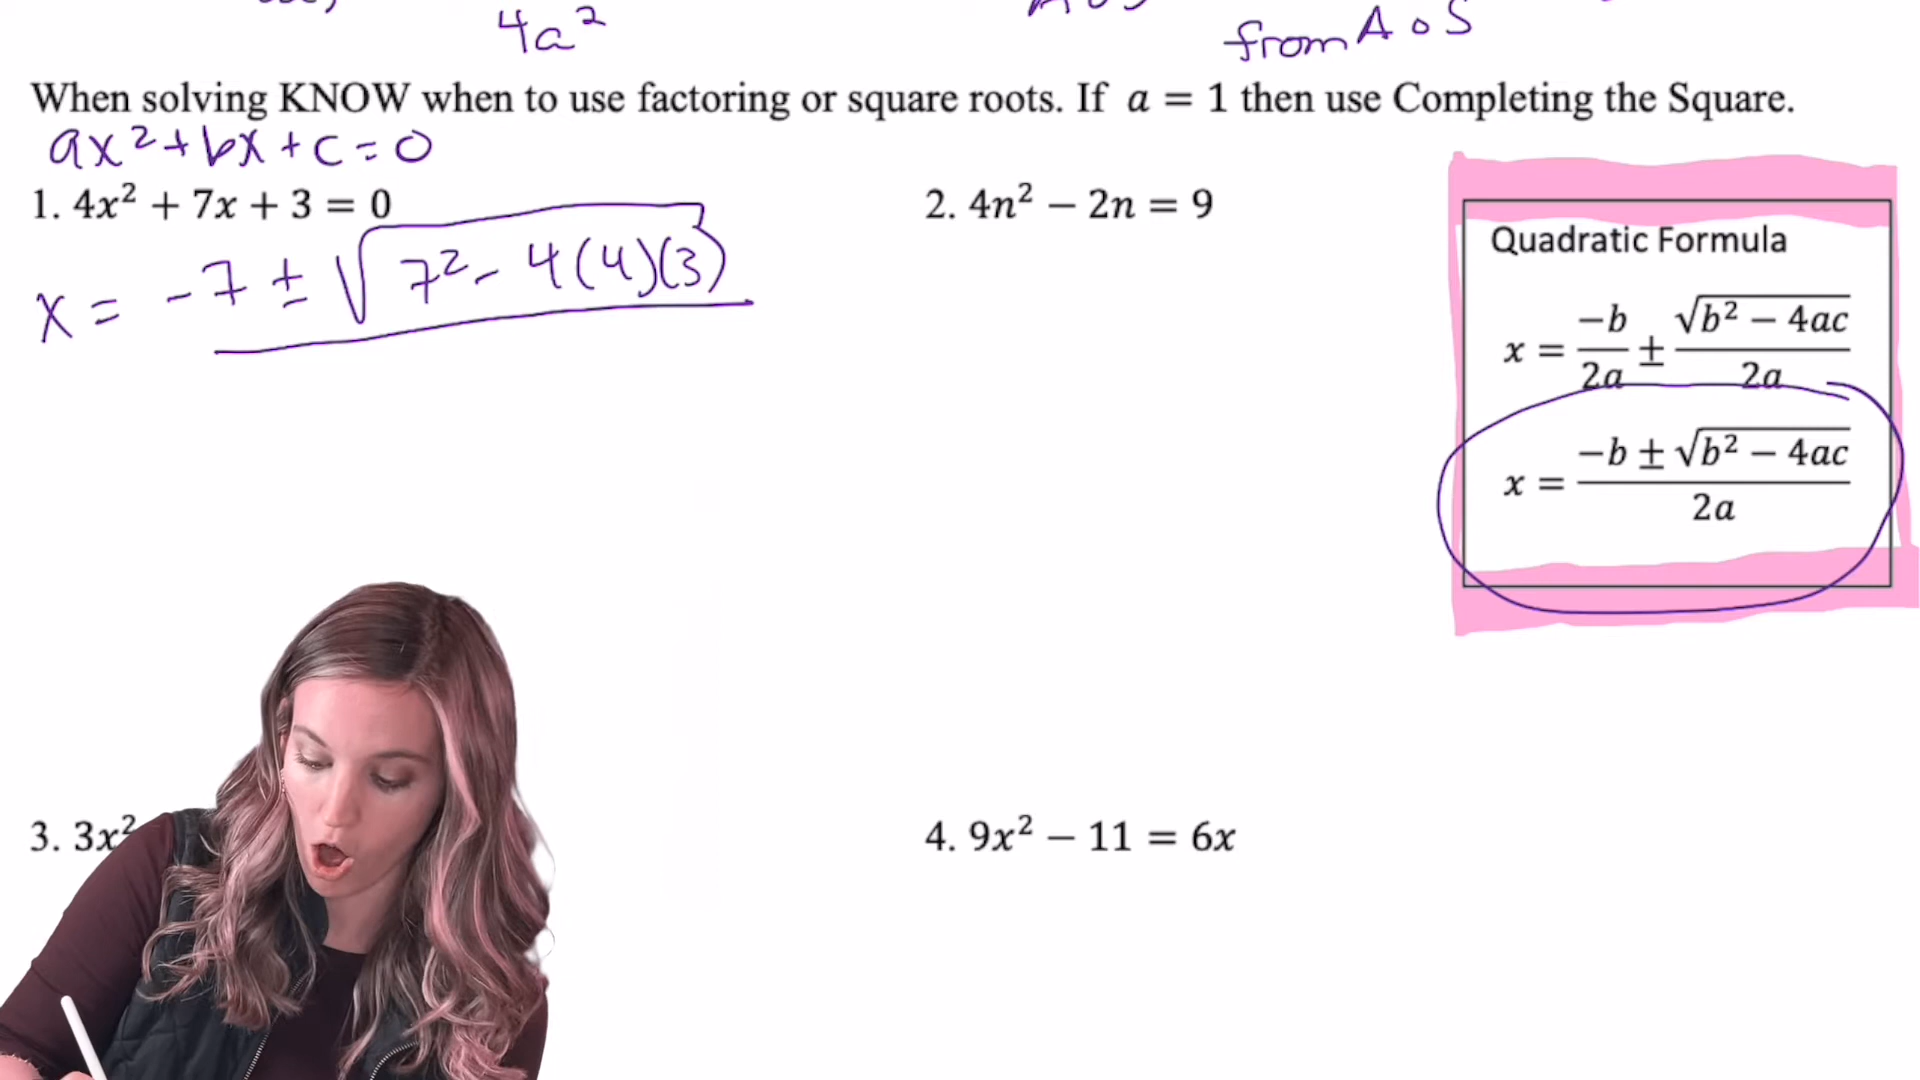 4a²
from AoS
When solving KNOW when to use factoring or square roots. If a = 1 then use Completing the Square.
ax²+bx+c=0
1. 4x² + 7x + 3 = 0
x = -7 ± √7² - 4(4)(3)
2. 4n² − 2n = 9
Quadratic Formula
x = −b/2a ± √b² − 4ac/2a
x = −b ± √b² − 4ac/2a
3. 3x²
4. 9x² − 11 = 6x